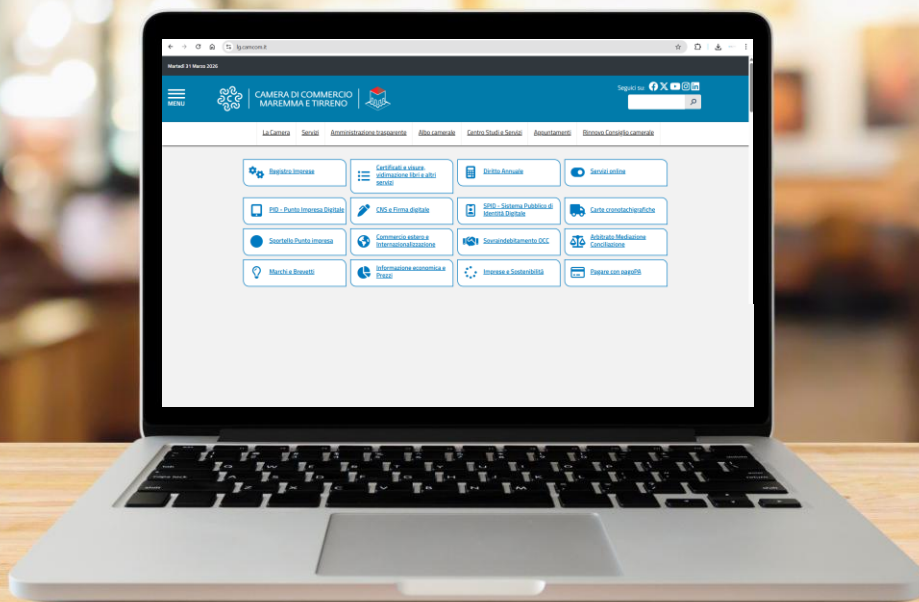 lg.camcom.it
Martedì 31 Marzo 2026
MENU
CAMERA DI COMMERCIO
MAREMMA E TIRRENO
Seguici su
La Camera Servizi Amministrazione trasparente Albo camerale Centro Studi e Servizi Appuntamenti Rinnovo Consiglio camerale
Registro Imprese
Certificati e visure,
vidimazione libri e altri
servizi
Diritto Annuale
Servizi online
PID - Punto Impresa Digitale
CNS e Firma digitale
SPID - Sistema Pubblico di
Identità Digitale
Carte cronotachigrafiche
Sportello Punto impresa
Commercio estero e
Internazionalizzazione
Sovraindebitamento OCC
Arbitrato Mediazione
Conciliazione
Marchi e Brevetti
Informazione economica e
Prezzi
Imprese e Sostenibilità
Pagare con pagoPA
Q W E R T Y U I O P
A S D F G H J K L
Z X C V B N M